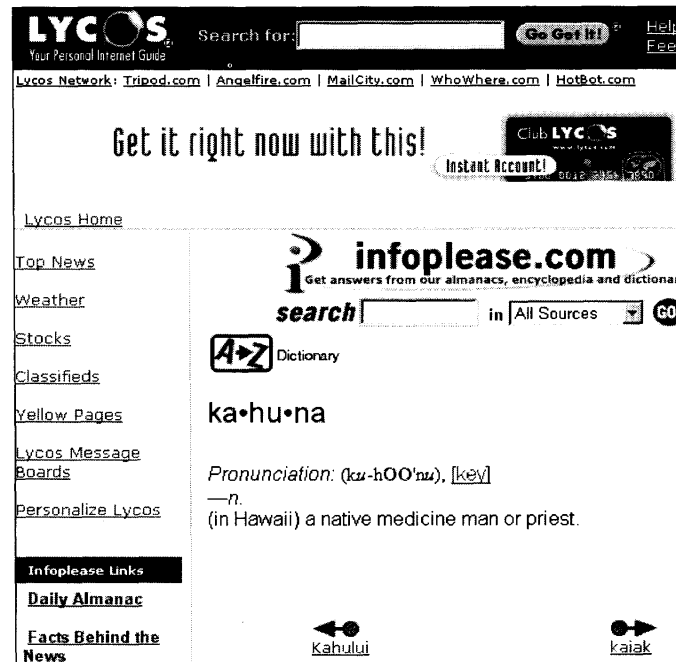 LYCOS®
Your Personal Internet Guide
Search for:
Go Get It!
Lycos Network: Tripod.com | Angelfire.com | MailCity.com | WhoWhere.com | HotBot.com
Get it right now with this!
Club LYCOS
Instant Account!
Lycos Home
Top News
Weather
Stocks
Classifieds
Yellow Pages
Lycos Message
Boards
Personalize Lycos
Infoplease Links
Daily Almanac
Facts Behind the
News
infoplease.com
Get answers from our almanacs, encyclopedia and
search in All Sources
A Z Dictionary
ka•hu•na
Pronunciation: (ku-hOO'nu), [key]
—n.
(in Hawaii) a native medicine man or priest.
Kahului
kaiak